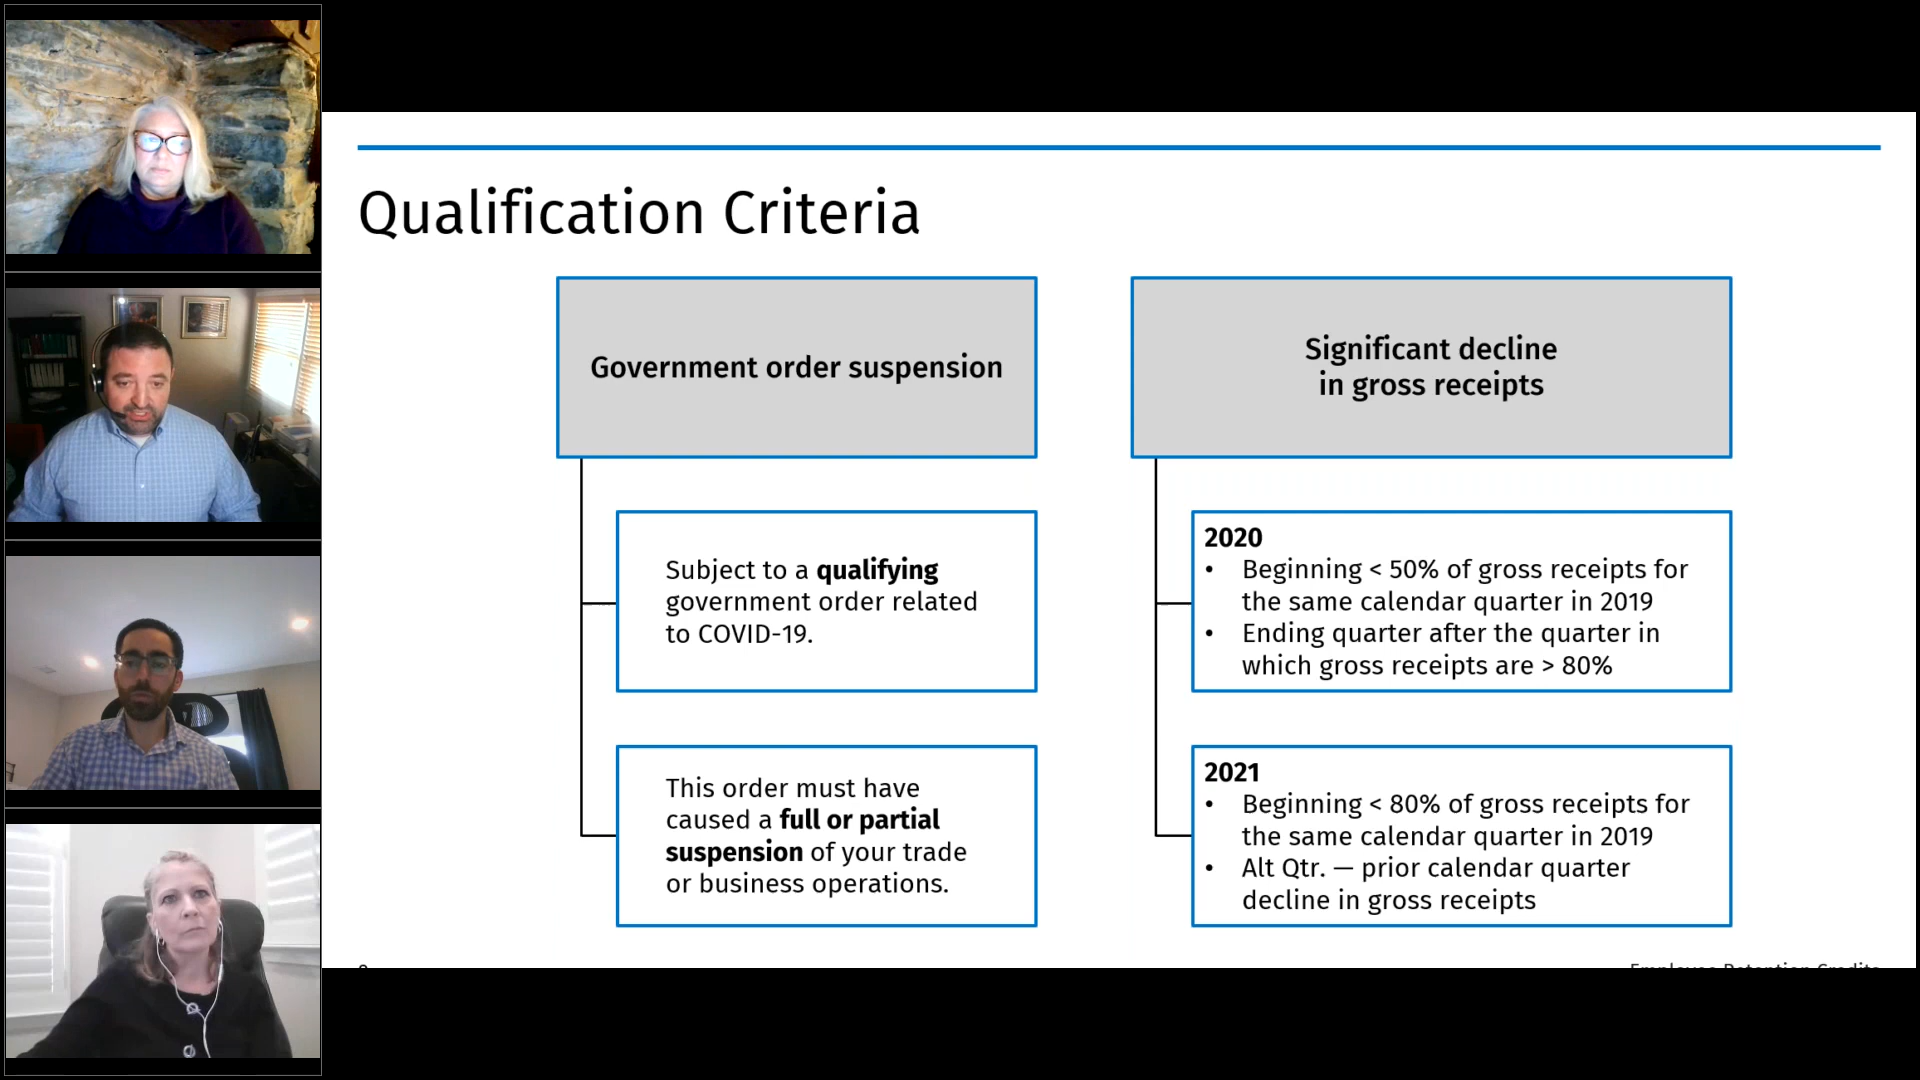 Qualification Criteria
Government order suspension
Subject to a qualifying
government order related
to COVID-19.
This order must have
caused a full or partial
suspension of your trade
or business operations.
Significant decline
in gross receipts
2020
• Beginning < 50% of gross receipts for
the same calendar quarter in 2019
• Ending quarter after the quarter in
which gross receipts are > 80%
2021
• Beginning < 80% of gross receipts for
the same calendar quarter in 2019
• Alt Qtr. — prior calendar quarter
decline in gross receipts